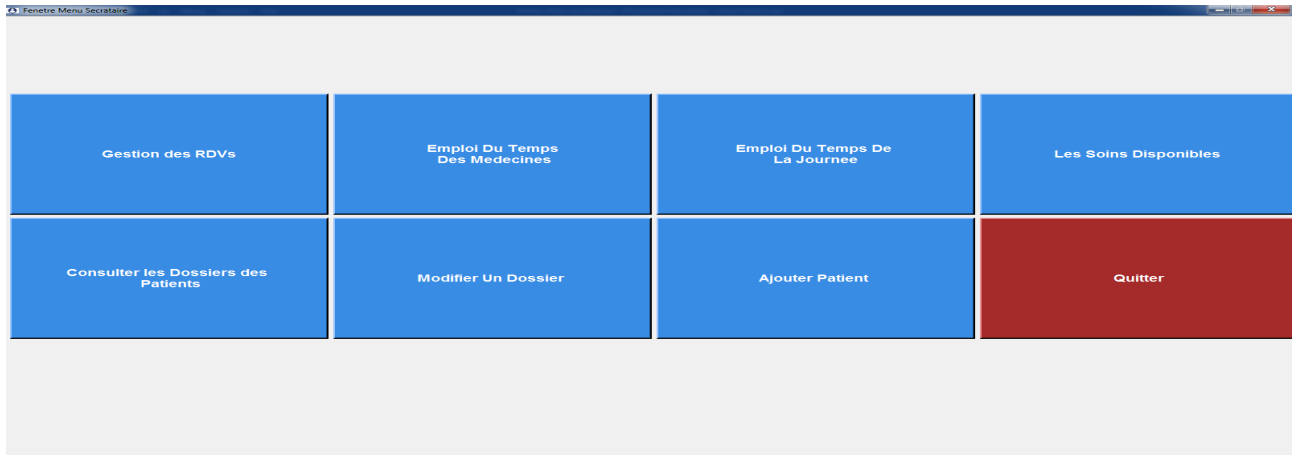 Fenetre Menu Secrataire
Gestion des RDVs
Emploi Du Temps
Des Medecines
Emploi Du Temps De
La Journee
Les Soins Disponibles
Consulter les Dossiers des
Patients
Modifier Un Dossier
Ajouter Patient
Quitter